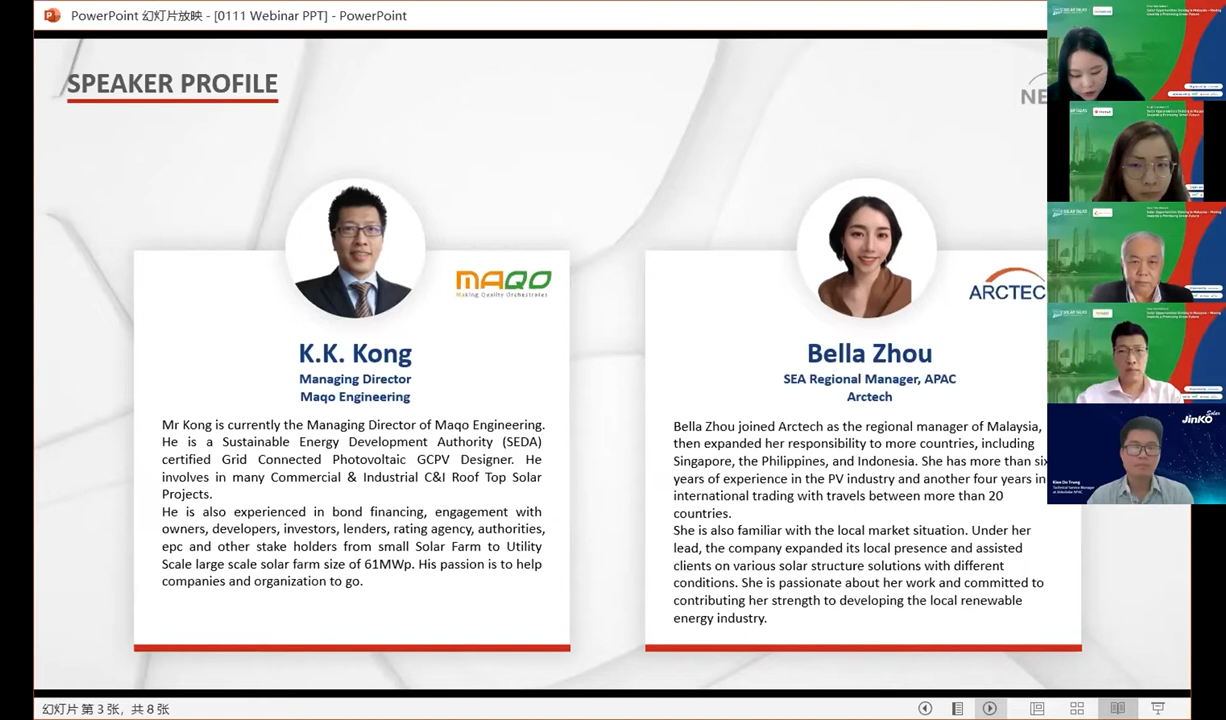 PowerPoint 幻灯片放映 - [0111 Webinar PPT] - PowerPoint
SPEAKER PROFILE
NE
MAQO
Making Quality Orchestrater
K.K. Kong
Managing Director
Maqo Engineering
Mr Kong is currently the Managing Director of Maqo Engineering.
He is a Sustainable Energy Development Authority (SEDA)
certified Grid Connected Photovoltaic GCPV Designer. He
involves in many Commercial & Industrial C&I Roof Top Solar
Projects.
He is also experienced in bond financing, engagement with
owners, developers, investors, lenders, rating agency, authorities,
epc and other stake holders from small Solar Farm to Utility
Scale large scale solar farm size of 61MWp. His passion is to help
companies and organization to go.
ARCTEC
Bella Zhou
SEA Regional Manager, APAC
Arctech
Bella Zhou joined Arctech as the regional manager of Malaysia,
then expanded her responsibility to more countries, including
Singapore, the Philippines, and Indonesia. She has more than six
years of experience in the PV industry and another four years in
international trading with travels between more than 20
countries.
She is also familiar with the local market situation. Under her
lead, the company expanded its local presence and assisted
clients on various solar structure solutions with different
conditions. She is passionate about her work and committed to
contributing her strength to developing the local renewable
energy industry.
JinKO Solar
幻灯片 第 3 张，共 8 张